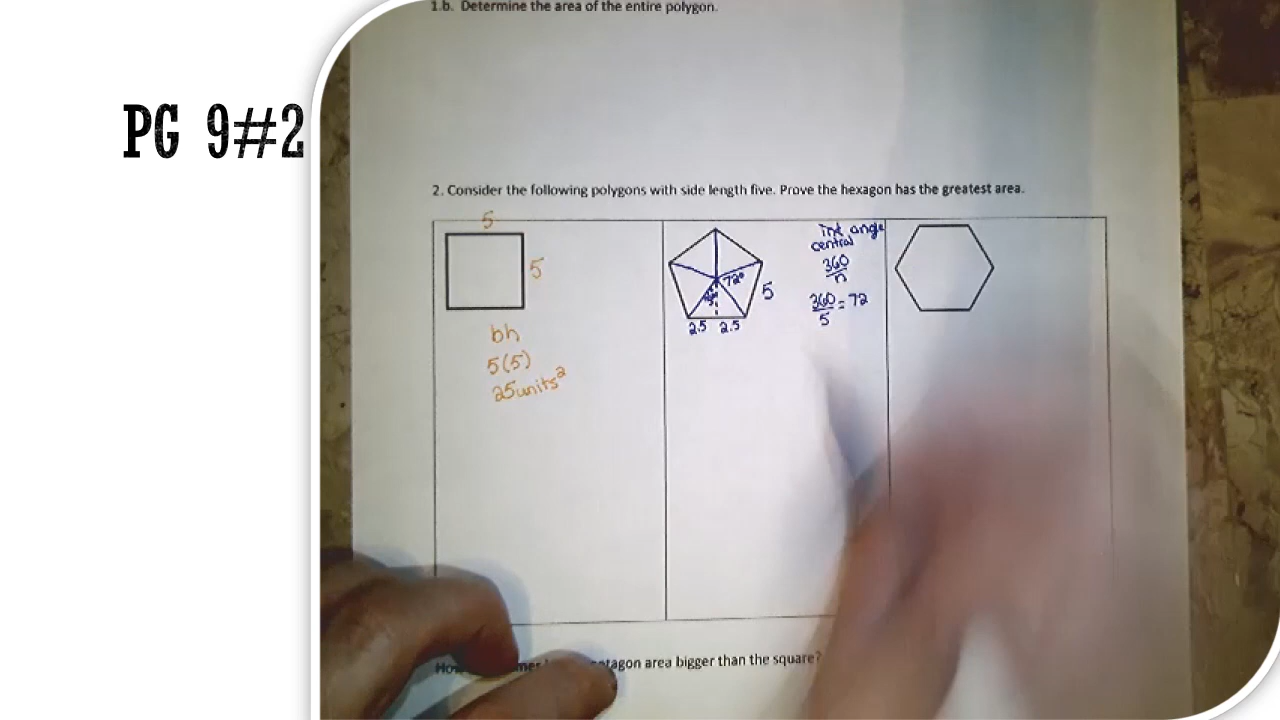 PG 9#2
1.b. Determine the area of the entire polygon.
2. Consider the following polygons with side length five. Prove the hexagon has the greatest area.
5
5
bh
5(5)
25units²
72°
5
2.5 2.5
int angle
central
360
n
360
5
= 72
agon area bigger than the square?